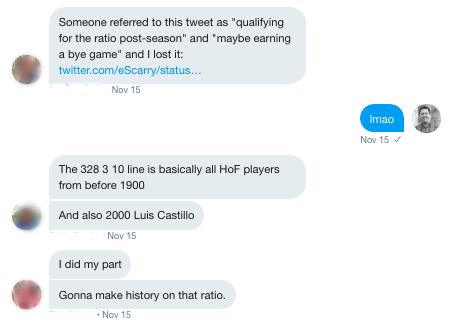 Someone referred to this tweet as "qualifying
for the ratio post-season" and "maybe earning
a bye game" and I lost it:
twitter.com/eScarry/status…
Nov 15
lmao
Nov 15 ✓
The 328 3 10 line is basically all HoF players
from before 1900
And also 2000 Luis Castillo
· Nov 15
I did my part
Gonna make history on that ratio.
• Nov 15